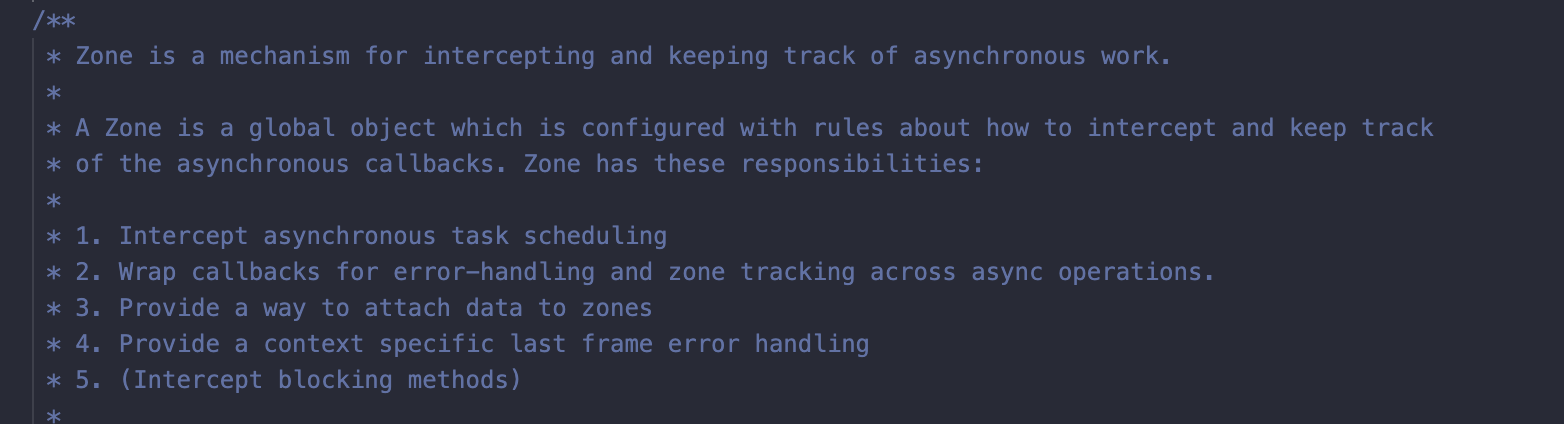 /**
* Zone is a mechanism for intercepting and keeping track of asynchronous work.
*
* A Zone is a global object which is configured with rules about how to intercept and keep track
* of the asynchronous callbacks. Zone has these responsibilities:
*
* 1. Intercept asynchronous task scheduling
* 2. Wrap callbacks for error-handling and zone tracking across async operations.
* 3. Provide a way to attach data to zones
* 4. Provide a context specific last frame error handling
* 5. (Intercept blocking methods)
*